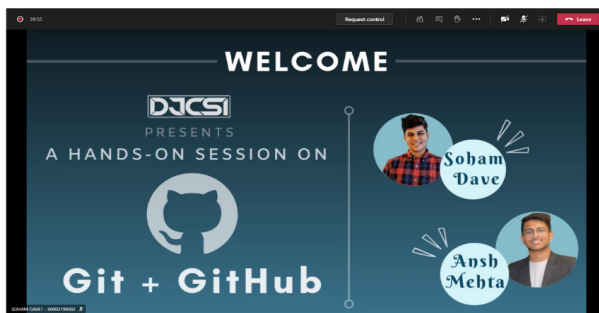 39:55
Request control
Leave
WELCOME
DJCSI
PRESENTS
A HANDS-ON SESSION ON
Git + GitHub
Soham
Dave
Ansh
Mehta